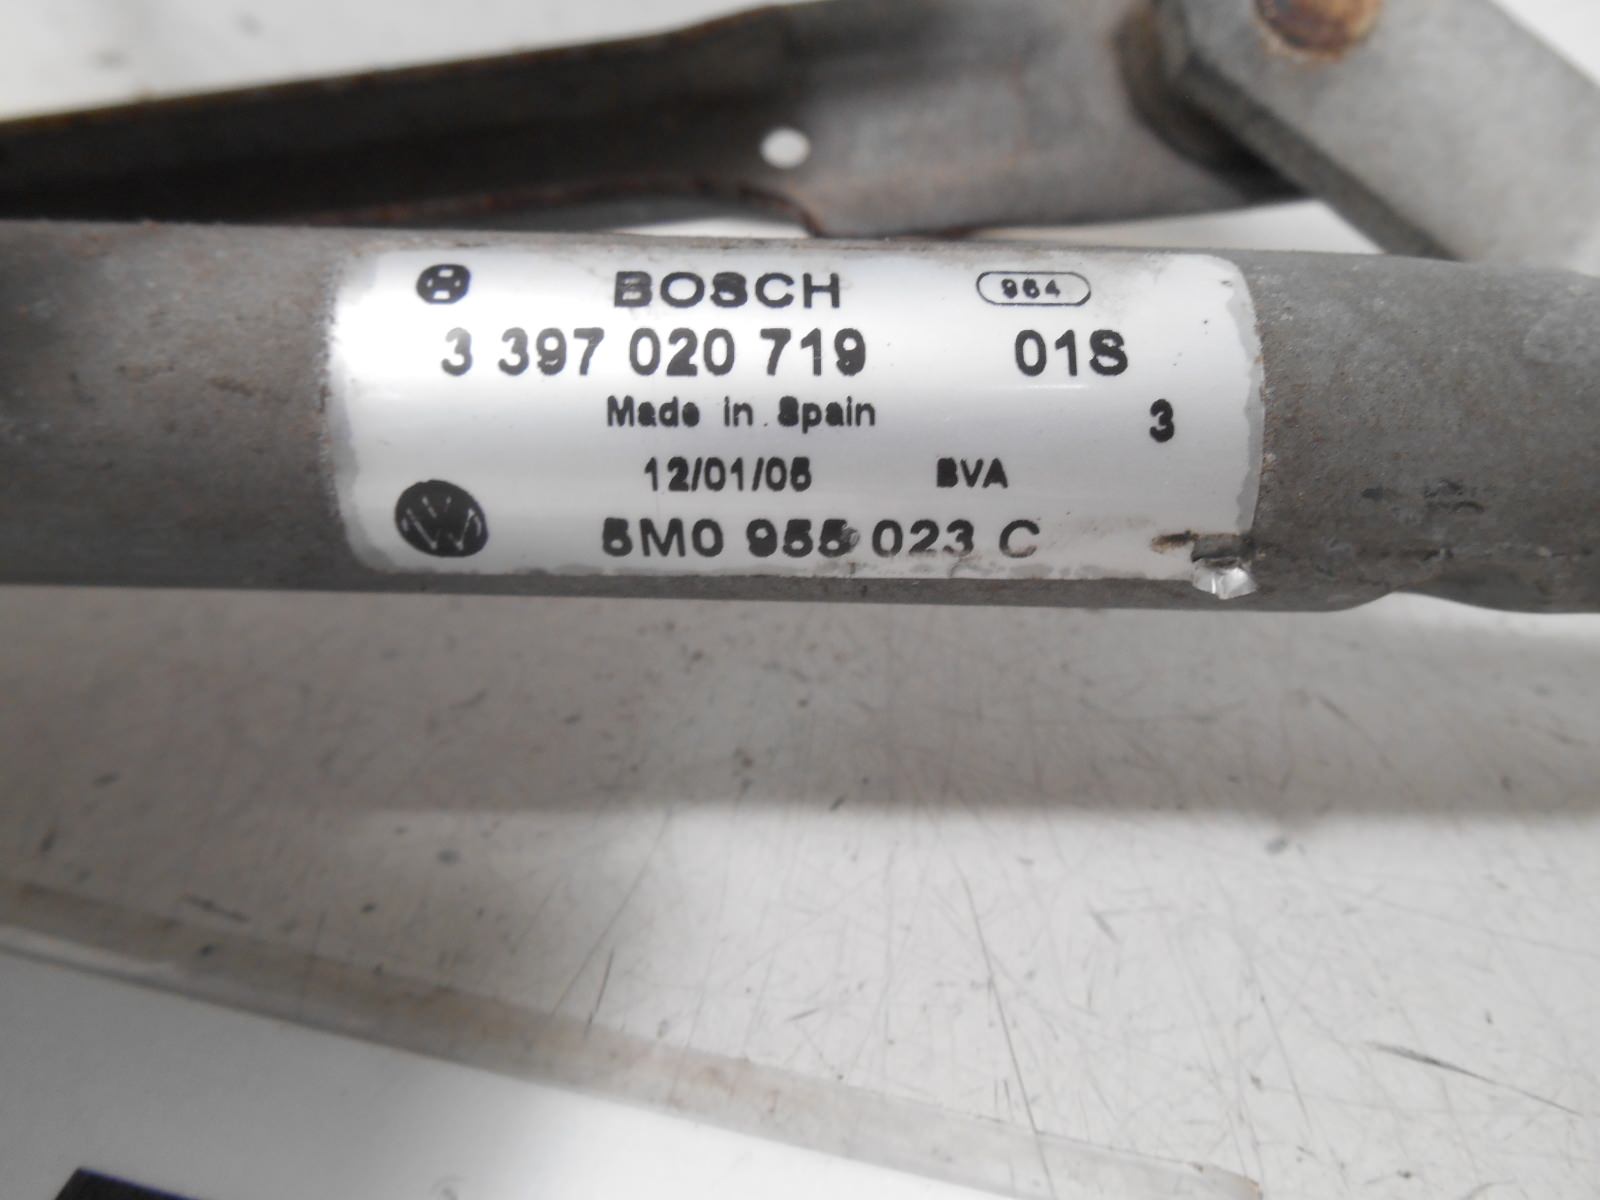 BOSCH 964
3 397 020 719 01S
Made in Spain
3
12/01/05 BVA
5M0 955 023 C